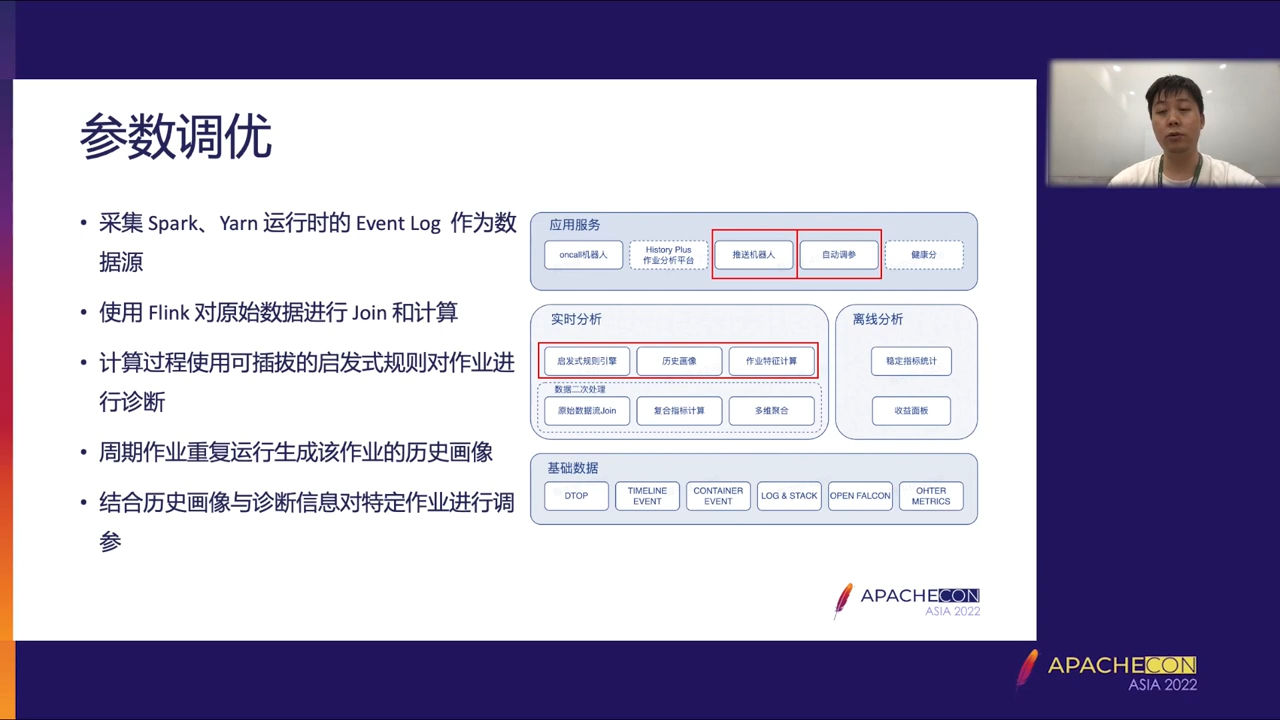 参数调优
• 采集 Spark、Yarn 运行时的 Event Log 作为数
据源
• 使用 Flink 对原始数据进行 Join 和计算
• 计算过程使用可插拔的启发式规则对作业进
行诊断
• 周期作业重复运行生成该作业的历史画像
• 结合历史画像与诊断信息对特定作业进行调
参
应用服务
oncall机器人
History Plus
作业分析平台
推送机器人
自动调参
健康分
实时分析
启发式规则引擎
历史画像
作业特征计算
数据二次处理
原始数据流Join
复合指标计算
多维聚合
离线分析
稳定指标统计
收益面板
基础数据
DTOP
TIMELINE
EVENT
CONTAINER
EVENT
LOG & STACK
OPEN FALCON
OHTER
METRICS
APACHECON
ASIA 2022
APACHECON
ASIA 2022